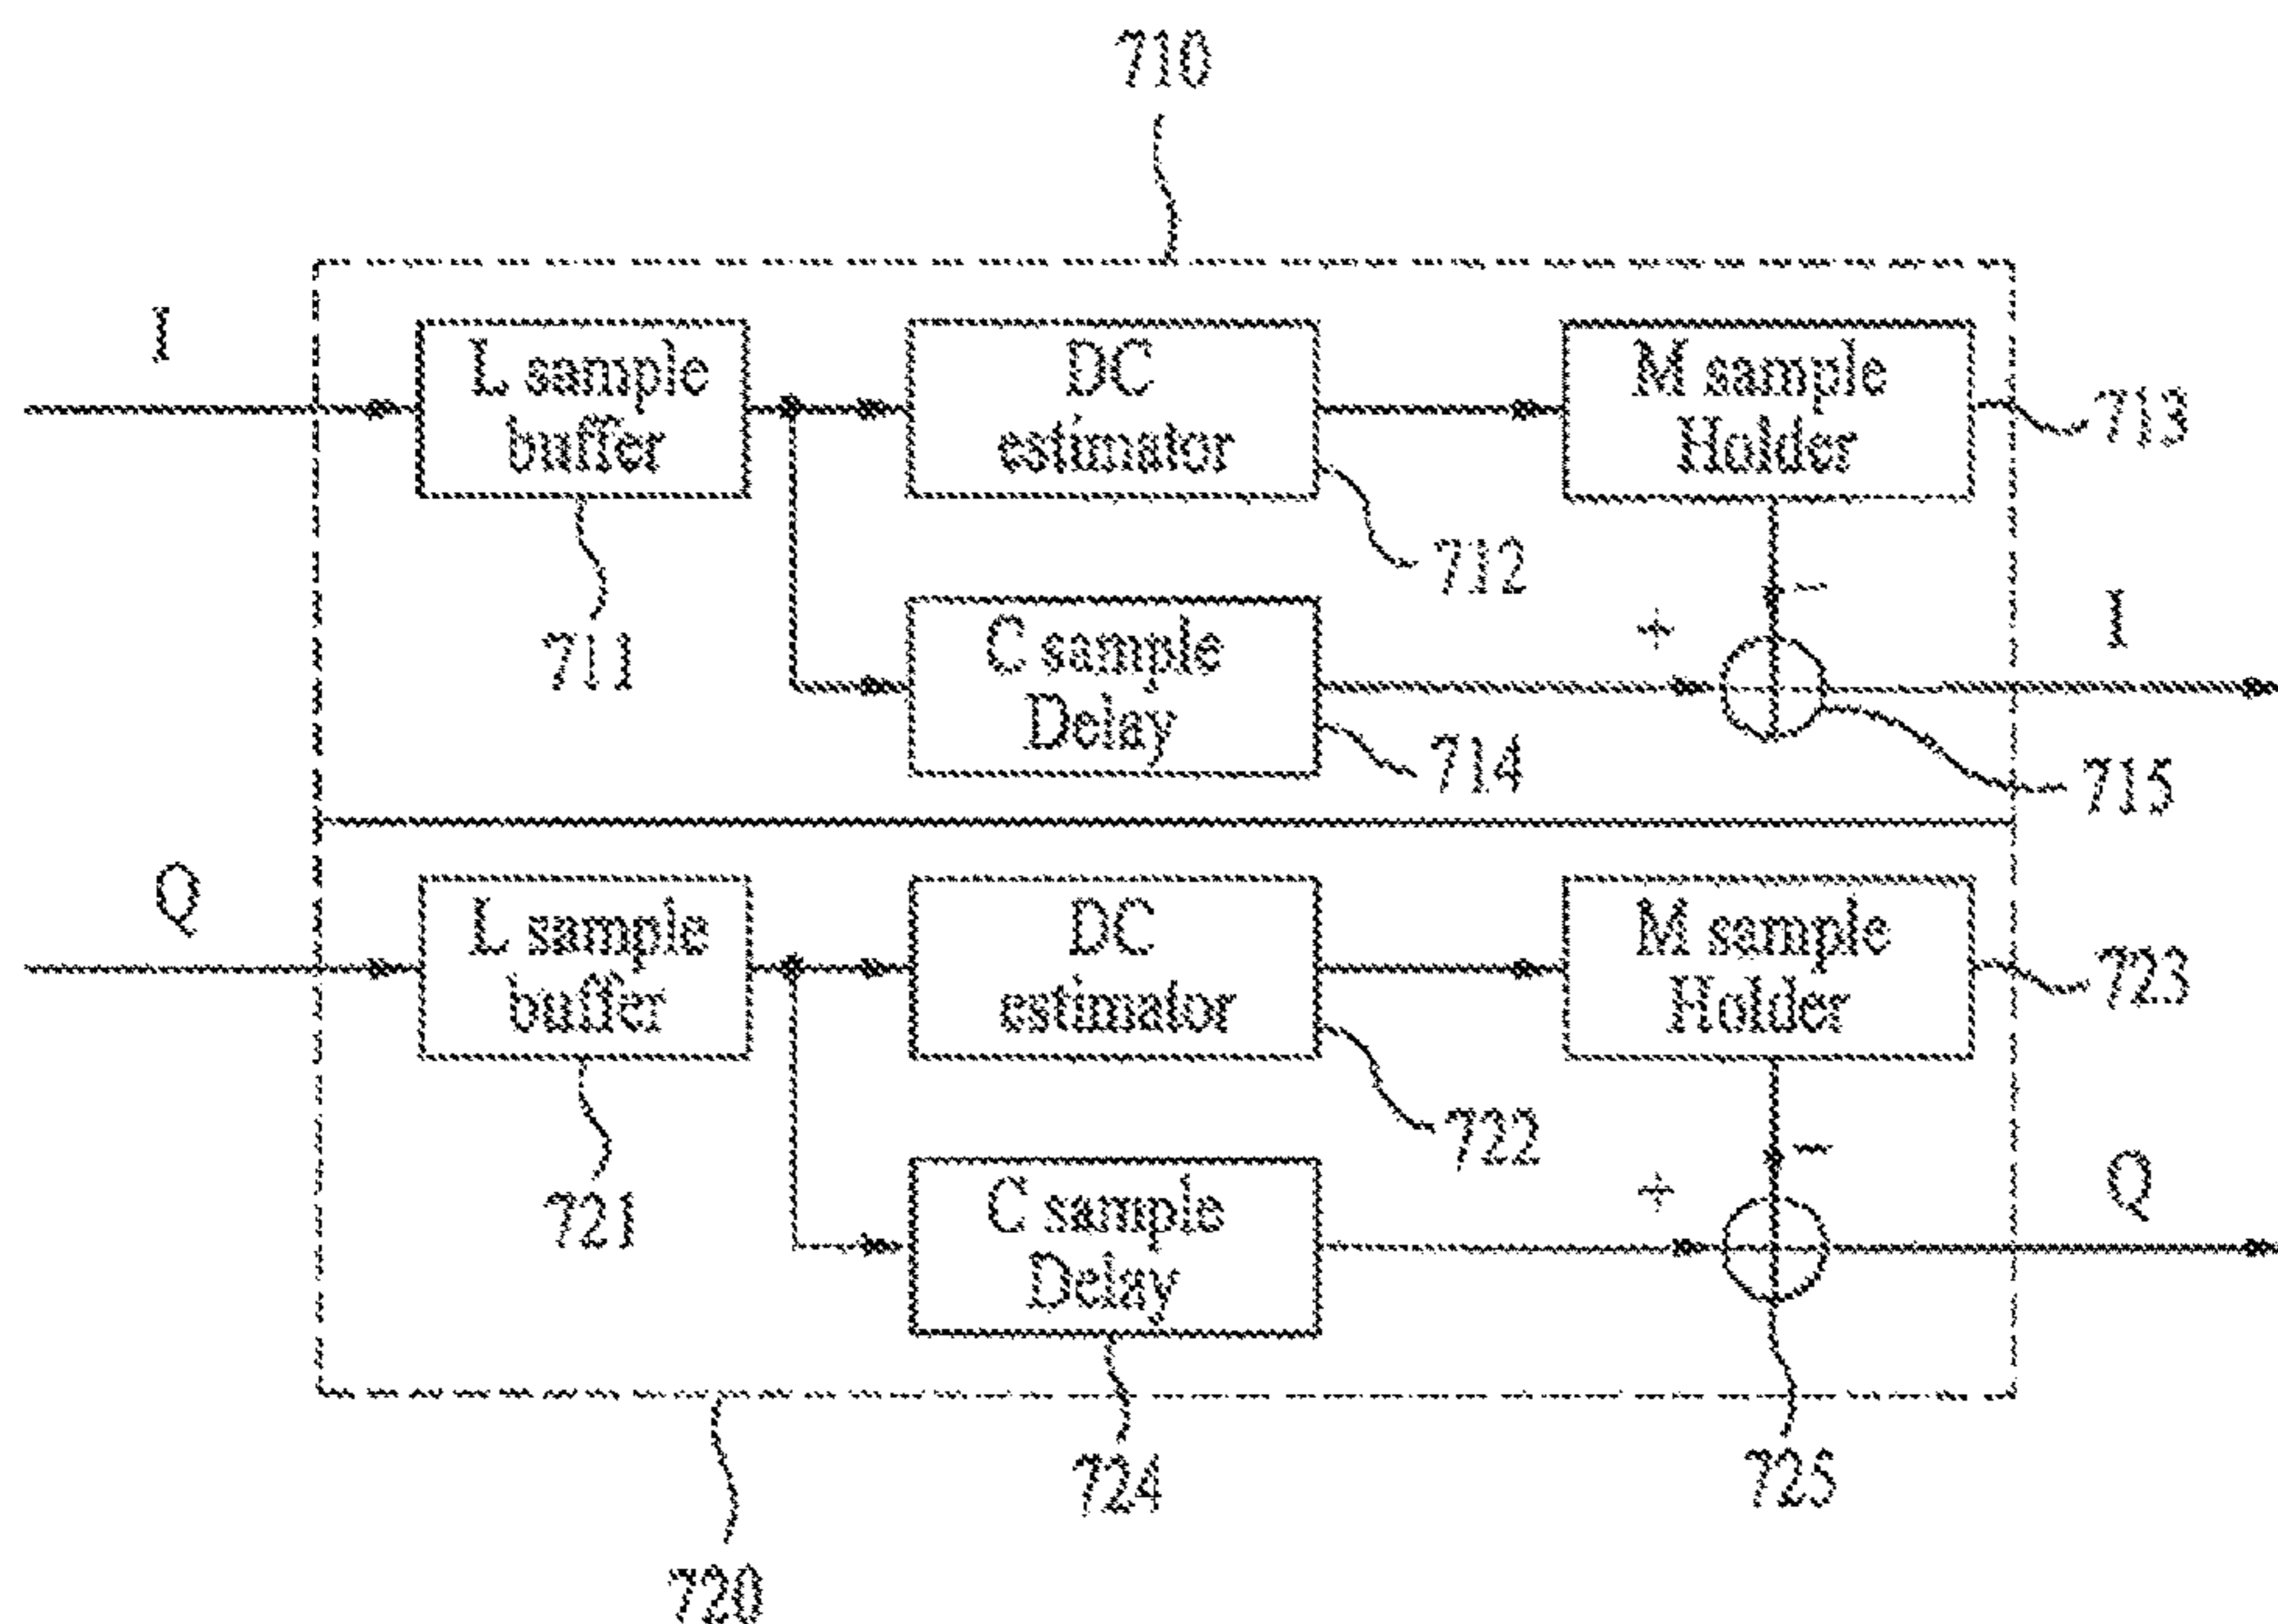 710
I
L sample
buffer
DC
estimator
M sample
Holder
713
711
712
C sample
Delay
+
-
I
714
715
Q
L sample
buffer
DC
estimator
M sample
Holder
723
721
722
C sample
Delay
+
-
Q
724
725
720